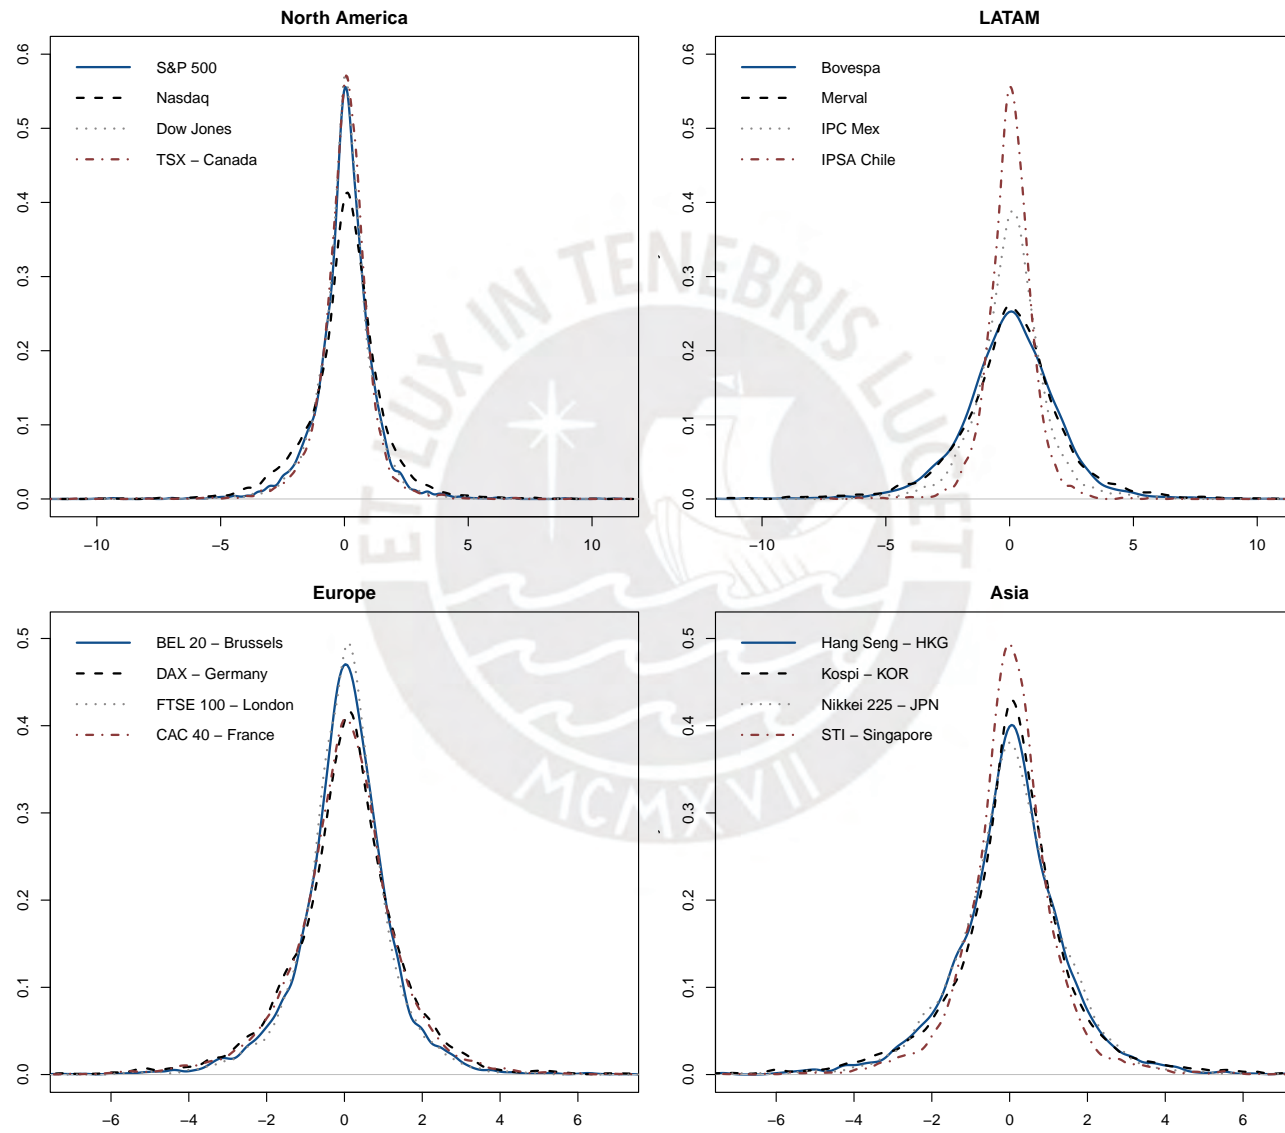 North America
0.0 0.1 0.2 0.3 0.4 0.5 0.6
S&P 500
Nasdaq
Dow Jones
TSX – Canada
−10 −5 0 5 10
LATAM
0.0 0.1 0.2 0.3 0.4 0.5 0.6
Bovespa
Merval
IPC Mex
IPSA Chile
−10 −5 0 5 10
Europe
0.0 0.1 0.2 0.3 0.4 0.5
BEL 20 – Brussels
DAX – Germany
FTSE 100 – London
CAC 40 – France
−6 −4 −2 0 2 4 6
Asia
0.0 0.1 0.2 0.3 0.4 0.5
Hang Seng – HKG
Kospi – KOR
Nikkei 225 – JPN
STI – Singapore
−6 −4 −2 0 2 4 6
ET LUX IN TENEBRIS LUCET
MCMXVII